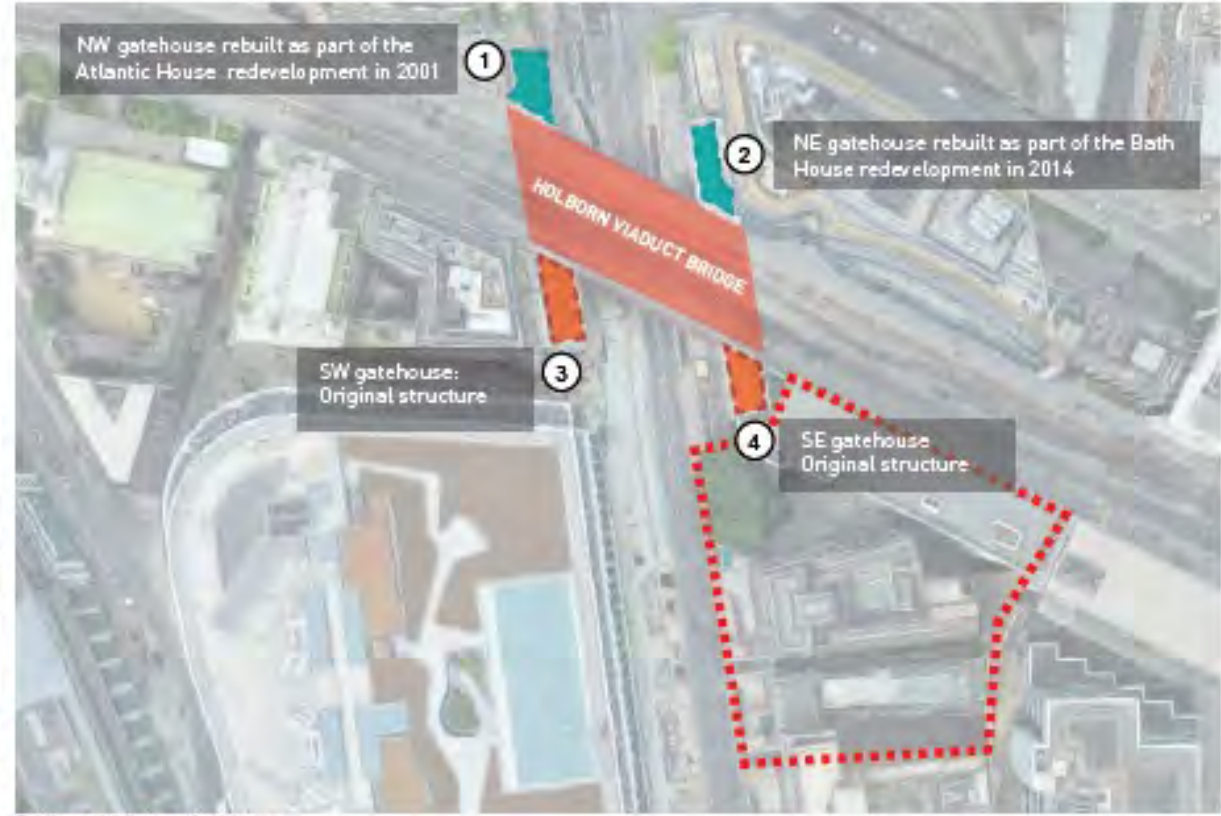 NW gatehouse rebuilt as part of the
Atlantic House redevelopment in 2001
1
2
NE gatehouse rebuilt as part of the Bath
House redevelopment in 2014
HOLBORN VIADUCT BRIDGE
SW gatehouse:
Original structure
3
4
SE gatehouse
Original structure